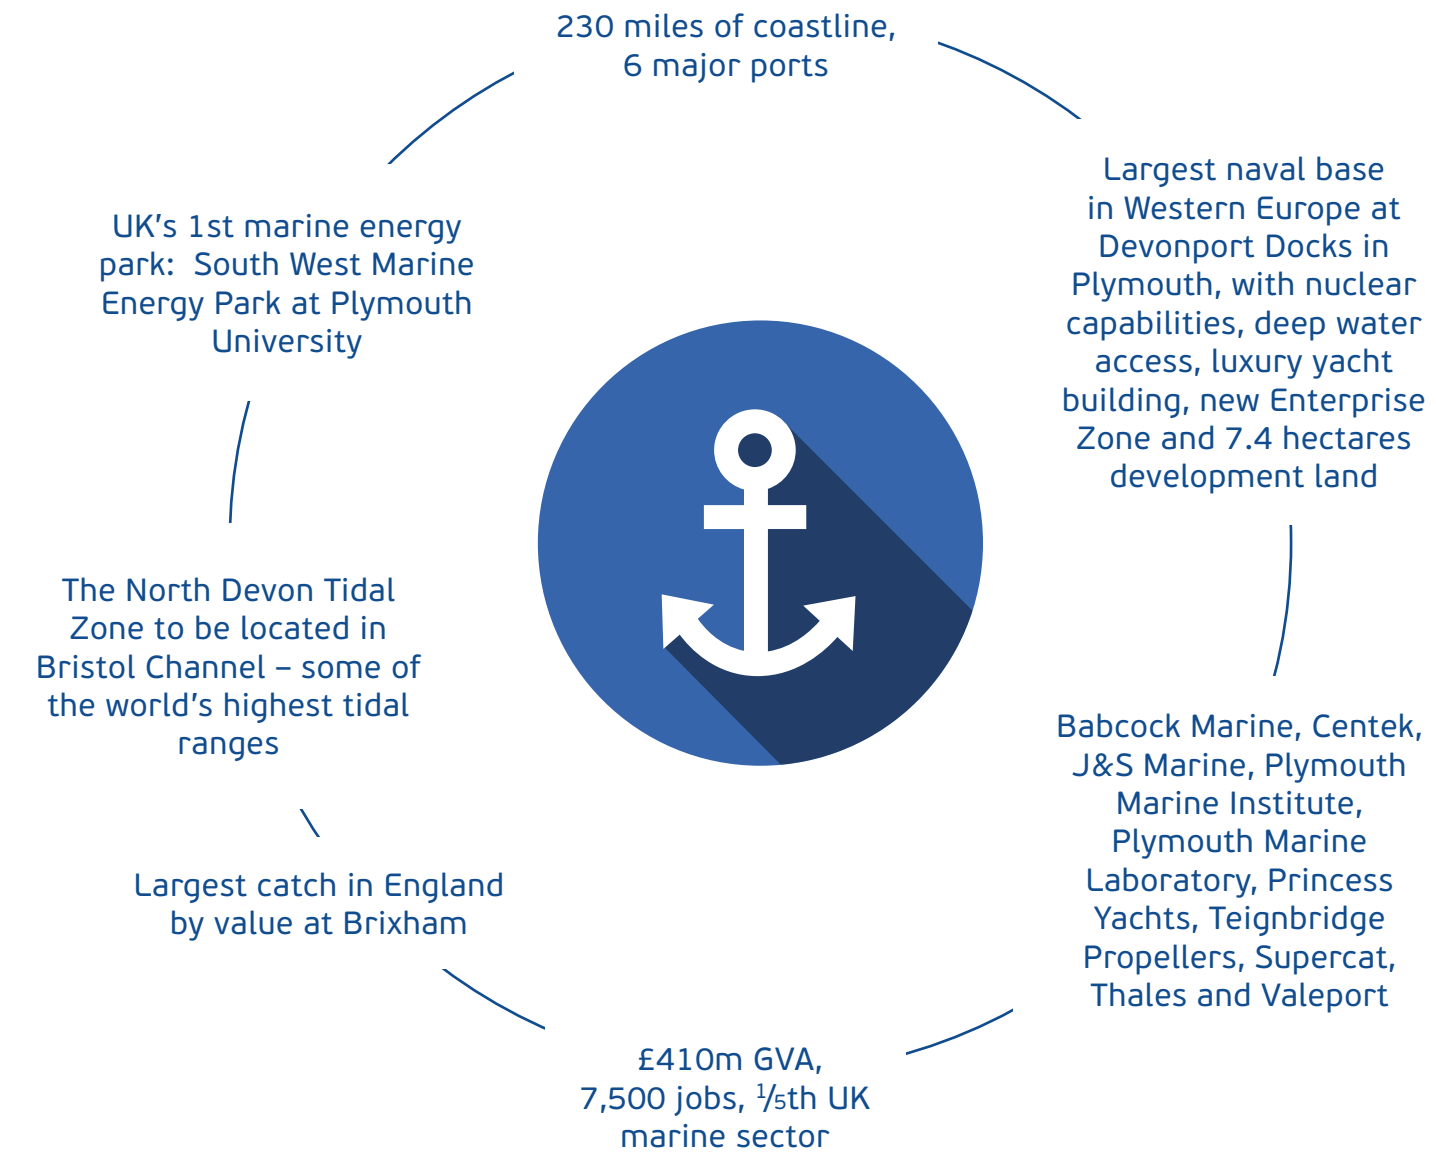 230 miles of coastline,
6 major ports
Largest naval base
in Western Europe at
Devonport Docks in
Plymouth, with nuclear
capabilities, deep water
access, luxury yacht
building, new Enterprise
Zone and 7.4 hectares
development land
Babcock Marine, Centek,
J&S Marine, Plymouth
Marine Institute,
Plymouth Marine
Laboratory, Princess
Yachts, Teignbridge
Propellers, Supercat,
Thales and Valeport
£410m GVA,
7,500 jobs, ⅕th UK
marine sector
Largest catch in England
by value at Brixham
The North Devon Tidal
Zone to be located in
Bristol Channel – some of
the world's highest tidal
ranges
UK's 1st marine energy
park:  South West Marine
Energy Park at Plymouth
University